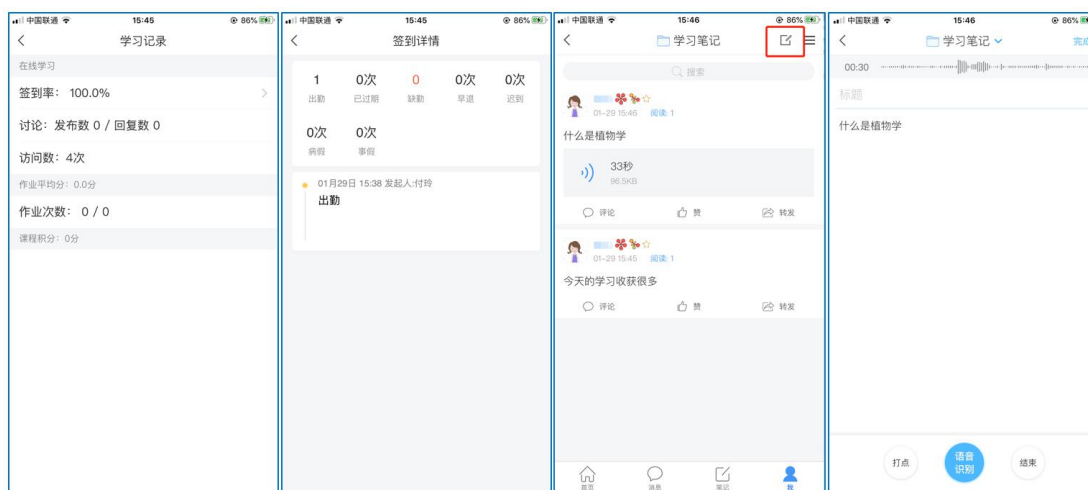 中国联通
15:45
86%
学习记录
在线学习
签到率： 100.0%
讨论：发布数 0 / 回复数 0
访问数：4次
作业平均分：0.0分
作业次数： 0 / 0
课程积分：0分
中国联通
15:45
86%
签到详情
1 0次 0 0次 0次
出勤 已过期 缺勤 早退 迟到
0次 0次
病假 事假
01月29日 15:38 发起人:付玲
出勤
中国联通
15:46
86%
学习笔记
搜索
01-29 15:46 阅读: 1
什么是植物学
33秒
96.5KB
评论 赞 转发
01-29 15:45 阅读: 1
今天的学习收获很多
评论 赞 转发
首页 消息 笔记 我
中国联通
15:46
86%
学习笔记
完成
00:30
标题
什么是植物学
打点
语音
识别
结束